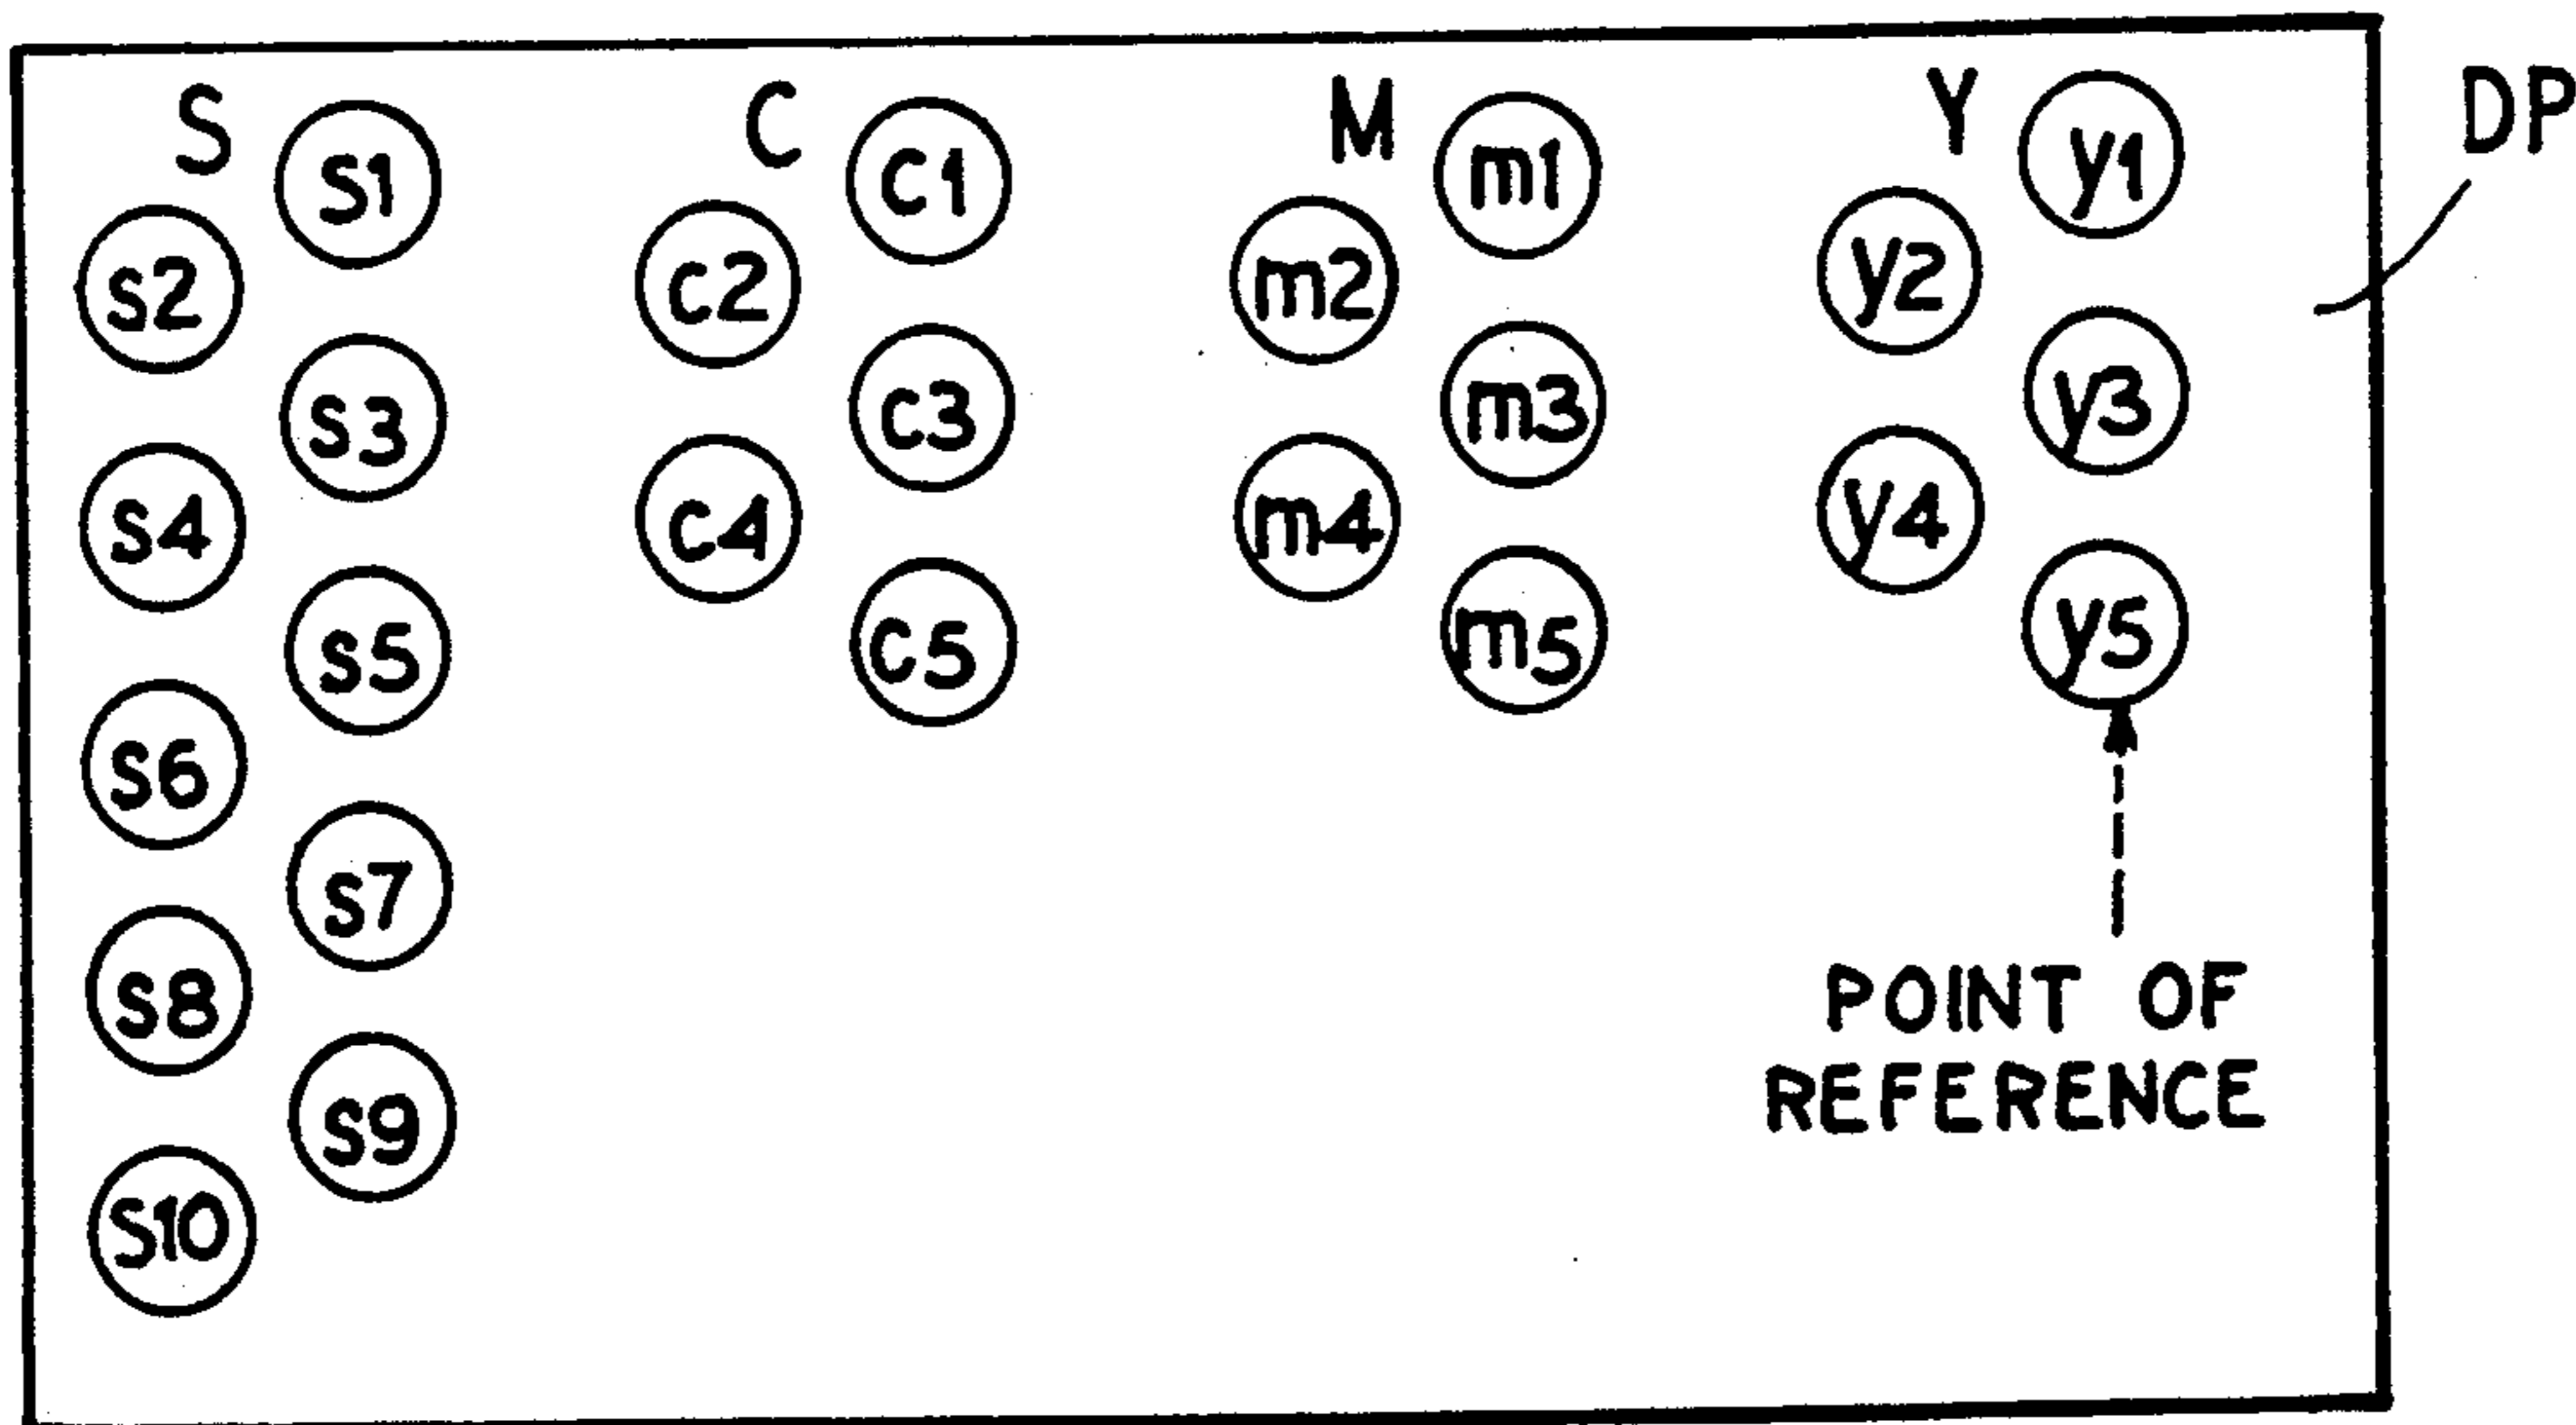 S s1 C c1 M m1 Y y1 DP
s2 c2 m2 y2
s3 c3 m3 y3
s4 c4 m4 y4
s5 c5 m5 y5
s6
s7
s8
s9
s10
POINT OF
REFERENCE